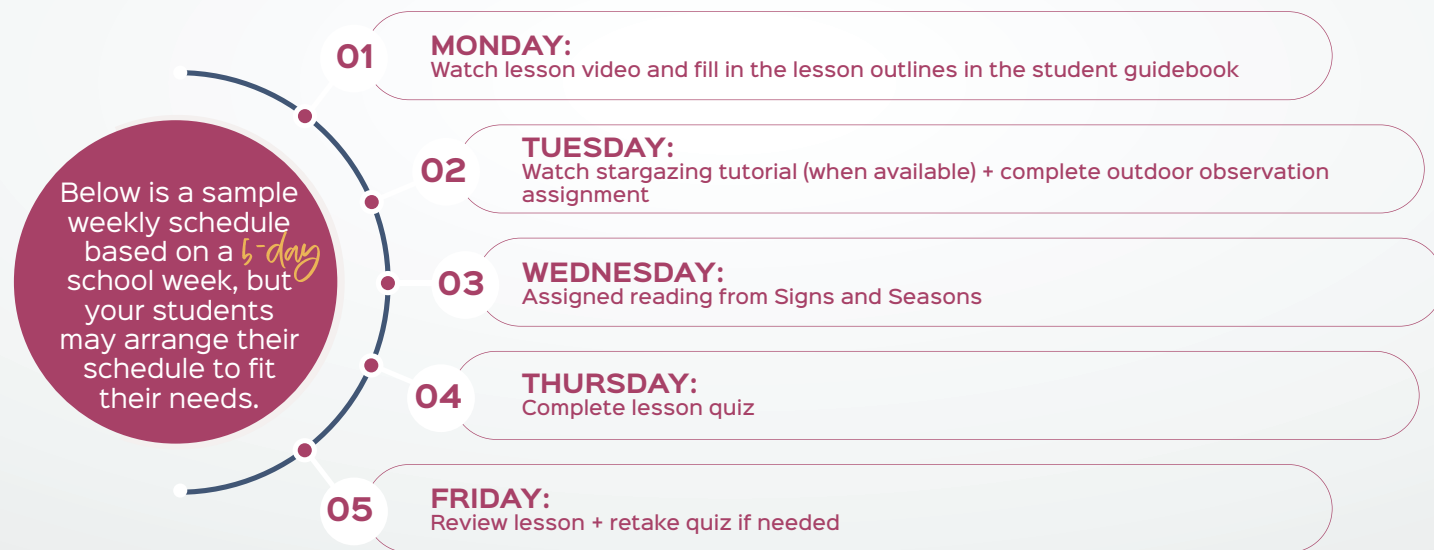 Below is a sample
weekly schedule
based on a 5-day
school week, but
your students
may arrange their
schedule to fit
their needs.
01
MONDAY:
Watch lesson video and fill in the lesson outlines in the student guidebook
02
TUESDAY:
Watch stargazing tutorial (when available) + complete outdoor observation
assignment
03
WEDNESDAY:
Assigned reading from Signs and Seasons
04
THURSDAY:
Complete lesson quiz
05
FRIDAY:
Review lesson + retake quiz if needed